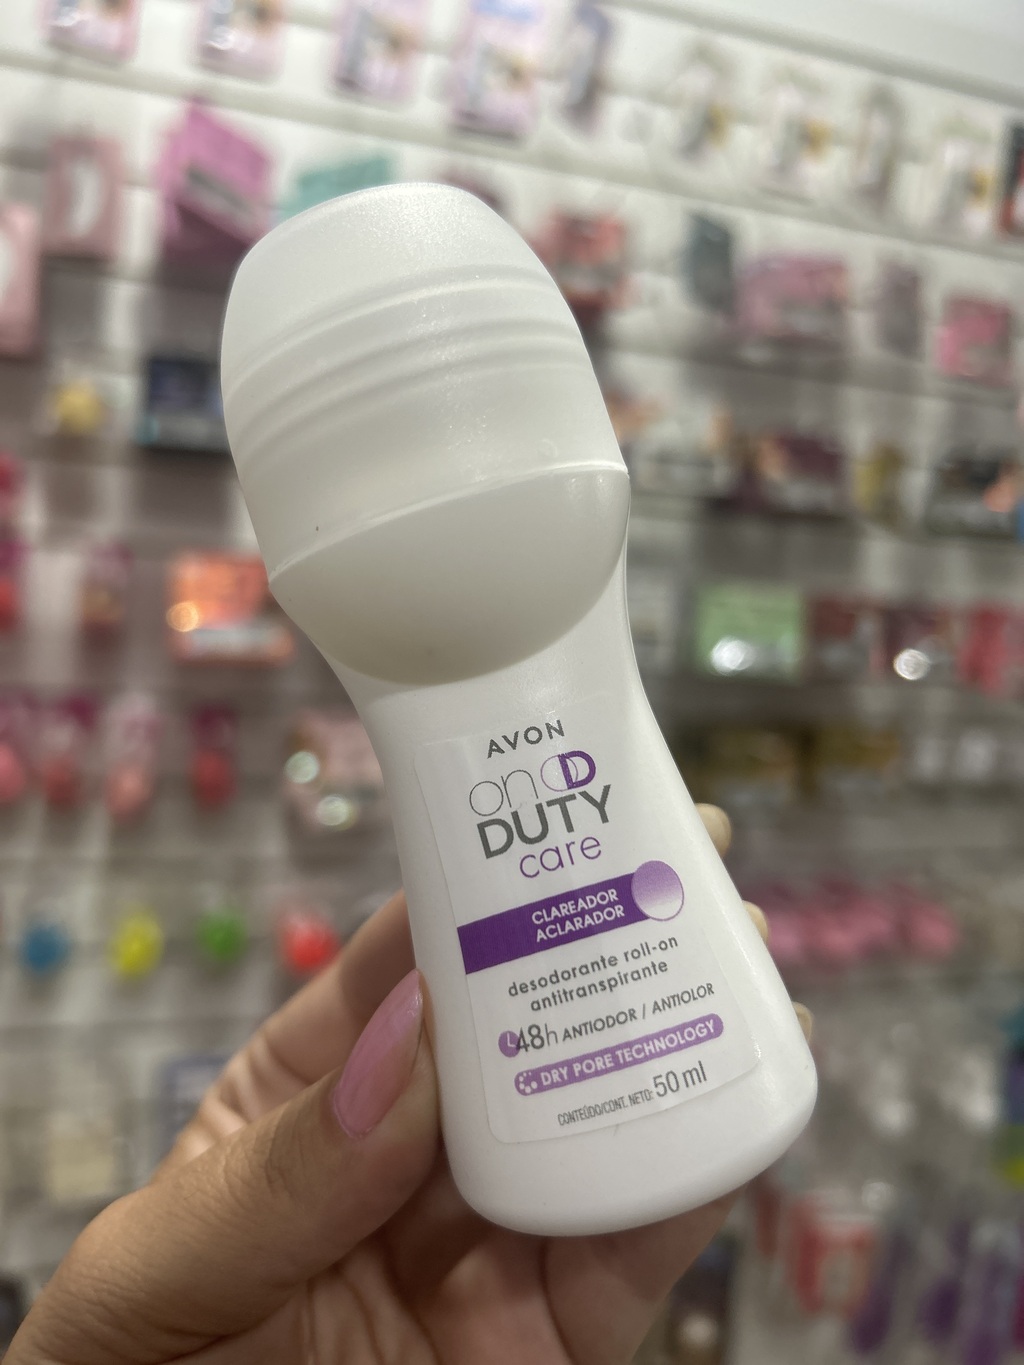 AVON
on D
DUTY
care
CLAREADOR
ACLARADOR
desodorante roll-on
antitranspirante
48h ANTIODOR / ANTIOLOR
DRY PORE TECHNOLOGY
CONTEÚDO/CONT. NETO: 50 ml